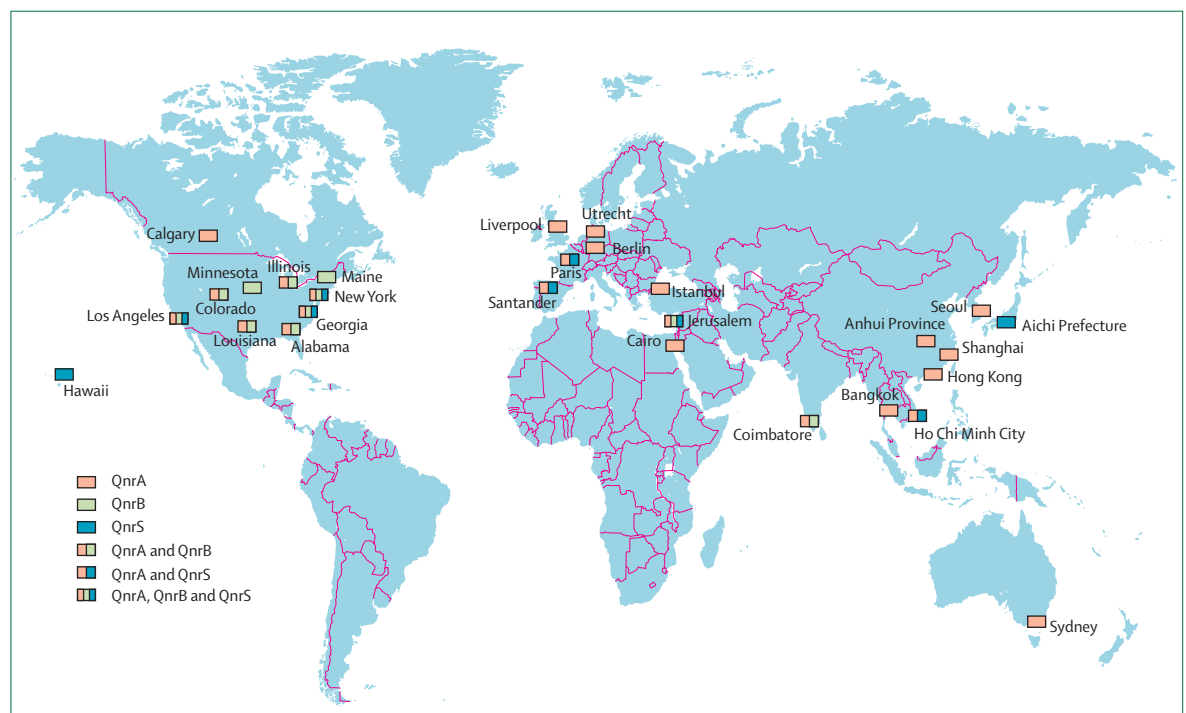 Calgary
Minnesota
Illinois
Maine
New York
Colorado
Los Angeles
Georgia
Louisiana
Alabama
Hawaii
Liverpool
Utrecht
Berlin
Paris
Santander
Istanbul
Jerusalem
Cairo
Seoul
Anhui Province
Aichi Prefecture
Shanghai
Hong Kong
Bangkok
Coimbatore
Ho Chi Minh City
Sydney
QnrA
QnrB
QnrS
QnrA and QnrB
QnrA and QnrS
QnrA, QnrB and QnrS